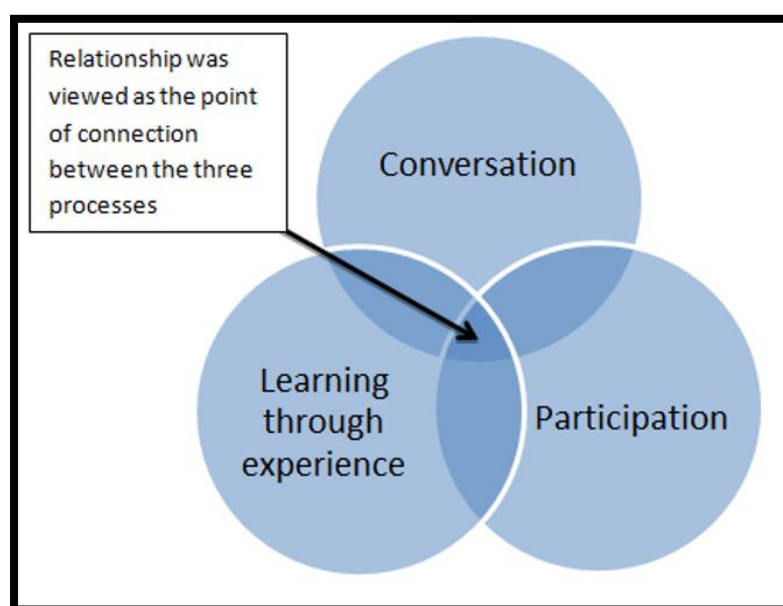 Relationship was
viewed as the point
of connection
between the three
processes
Conversation
Learning
through
experience
Participation